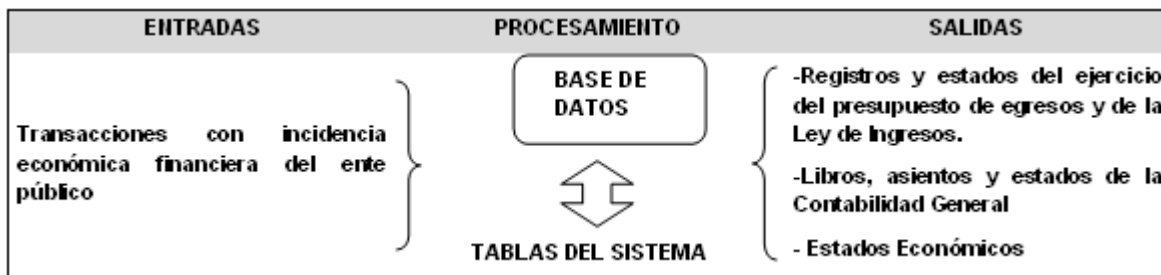 ENTRADAS
PROCESAMIENTO
SALIDAS
Transacciones con incidencia
económica financiera del ente
público
BASE DE
DATOS
TABLAS DEL SISTEMA
-Registros y estados del ejercicio
del presupuesto de egresos y de la
Ley de Ingresos.
-Libros, asientos y estados de la
Contabilidad General
- Estados Económicos